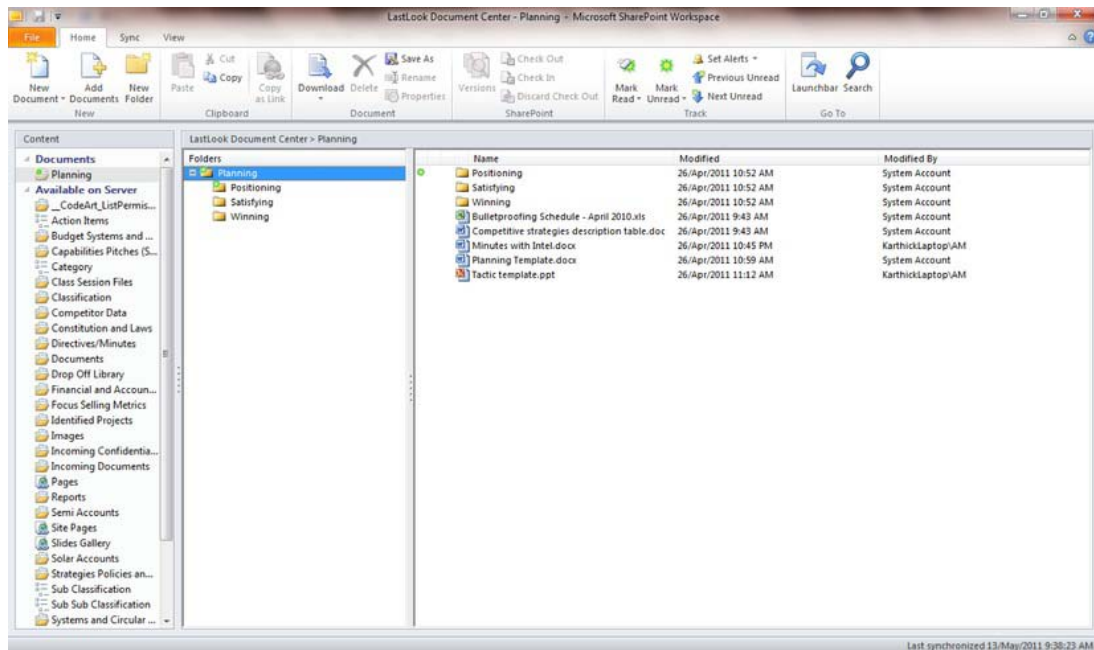 LastLook Document Center - Planning - Microsoft SharePoint Workspace
File Home Sync View
New Document
Add Documents
New Folder
New
Paste
Cut
Copy
Copy as Link
Clipboard
Download
Delete
Save As
Rename
Properties
Document
Versions
Check Out
Check In
Discard Check Out
SharePoint
Mark Read
Mark Unread
Set Alerts
Previous Unread
Next Unread
Track
Launchbar
Search
Go To
Content
Documents
Planning
Available on Server
__CodeArt_ListPermis...
Action Items
Budget Systems and ...
Capabilities Pitches (S...
Category
Class Session Files
Classification
Competitor Data
Constitution and Laws
Directives/Minutes
Documents
Drop Off Library
Financial and Accoun...
Focus Selling Metrics
Identified Projects
Images
Incoming Confidentia...
Incoming Documents
Pages
Reports
Semi Accounts
Site Pages
Slides Gallery
Solar Accounts
Strategies Policies an...
Sub Classification
Sub Sub Classification
Systems and Circular ...
LastLook Document Center > Planning
Folders
Planning
Positioning
Satisfying
Winning
Name Modified Modified By
Positioning 26/Apr/2011 10:52 AM System Account
Satisfying 26/Apr/2011 10:52 AM System Account
Winning 26/Apr/2011 10:52 AM System Account
Bulletproofing Schedule - April 2010.xls 26/Apr/2011 9:43 AM System Account
Competitive strategies description table.doc 26/Apr/2011 9:43 AM System Account
Minutes with Intel.docx 26/Apr/2011 10:45 PM KarthickLaptop\AM
Planning Template.docx 26/Apr/2011 10:59 AM System Account
Tactic template.ppt 26/Apr/2011 11:12 AM KarthickLaptop\AM
Last synchronized 13/May/2011 9:38:23 AM